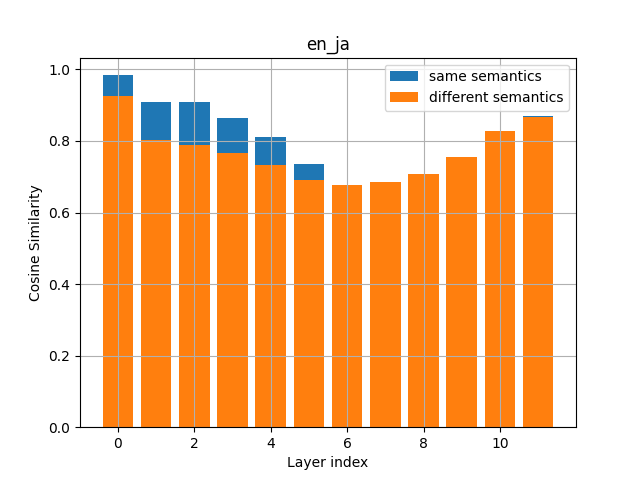 en_ja
same semantics
different semantics
Cosine Similarity
1.0
0.8
0.6
0.4
0.2
0.0
0 2 4 6 8 10
Layer index